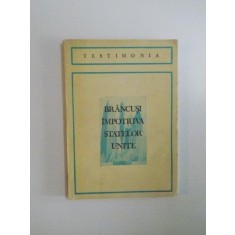 TESTIMONIA
BRÂNCUȘI
ÎMPOTRIVA
STATELOR
UNITE